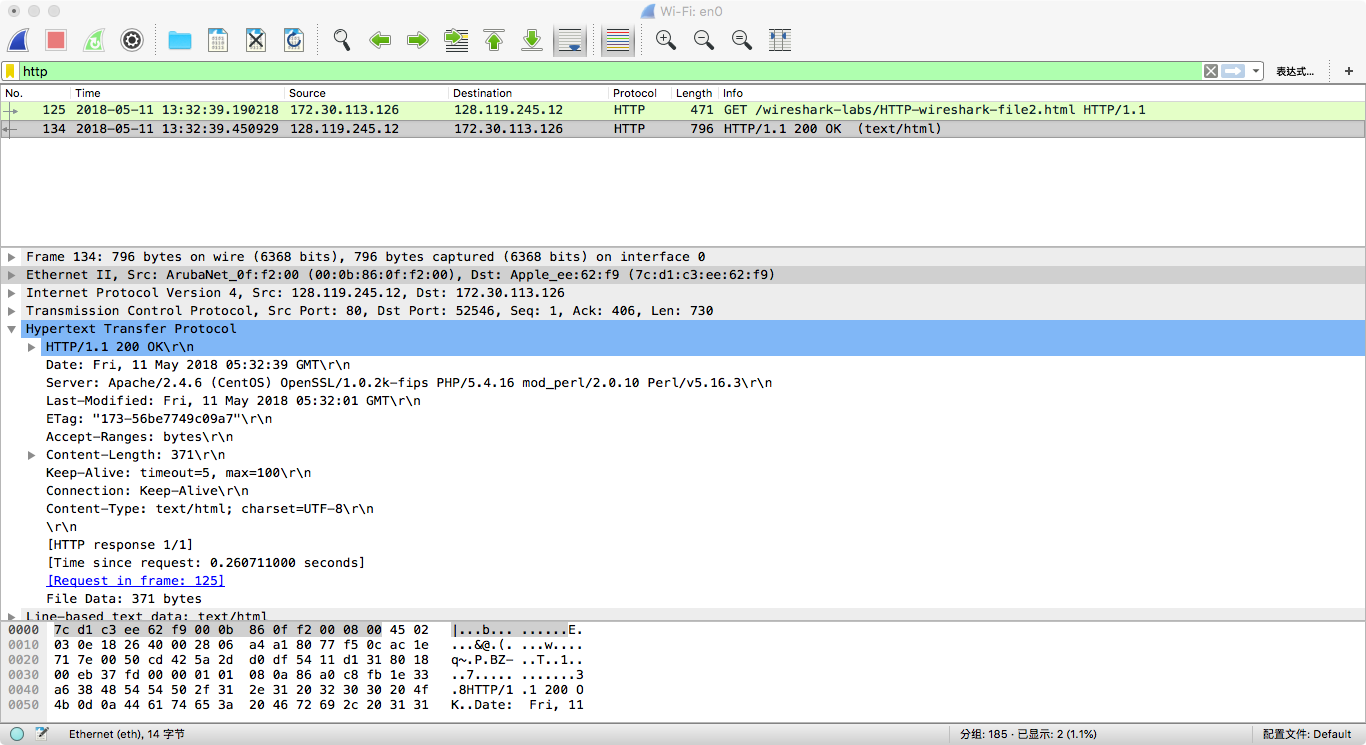 Wi-Fi: en0
http
表达式...
+
No. Time Source Destination Protocol Length Info
125 2018-05-11 13:32:39.190218 172.30.113.126 128.119.245.12 HTTP 471 GET /wireshark-labs/HTTP-wireshark-file2.html HTTP/1.1
134 2018-05-11 13:32:39.450929 128.119.245.12 172.30.113.126 HTTP 796 HTTP/1.1 200 OK (text/html)
Frame 134: 796 bytes on wire (6368 bits), 796 bytes captured (6368 bits) on interface 0
Ethernet II, Src: ArubaNet_0f:f2:00 (00:0b:86:0f:f2:00), Dst: Apple_ee:62:f9 (7c:d1:c3:ee:62:f9)
Internet Protocol Version 4, Src: 128.119.245.12, Dst: 172.30.113.126
Transmission Control Protocol, Src Port: 80, Dst Port: 52546, Seq: 1, Ack: 406, Len: 730
Hypertext Transfer Protocol
HTTP/1.1 200 OK\r\n
Date: Fri, 11 May 2018 05:32:39 GMT\r\n
Server: Apache/2.4.6 (CentOS) OpenSSL/1.0.2k-fips PHP/5.4.16 mod_perl/2.0.10 Perl/v5.16.3\r\n
Last-Modified: Fri, 11 May 2018 05:32:01 GMT\r\n
ETag: "173-56be7749c09a7"\r\n
Accept-Ranges: bytes\r\n
Content-Length: 371\r\n
Keep-Alive: timeout=5, max=100\r\n
Connection: Keep-Alive\r\n
Content-Type: text/html; charset=UTF-8\r\n
\r\n
[HTTP response 1/1]
[Time since request: 0.260711000 seconds]
[Request in frame: 125]
File Data: 371 bytes
Line-based text data: text/html
0000 7c d1 c3 ee 62 f9 00 0b 86 0f f2 00 08 00 45 02 |...b... ......E.
0010 03 0e 18 26 40 00 28 06 a4 a1 80 77 f5 0c ac 1e ...&@.(. ...w....
0020 71 7e 00 50 cd 42 5a 2d d0 df 54 11 d1 31 80 18 q~.P.BZ- ..T..1..
0030 00 eb 37 fd 00 00 01 01 08 0a 86 a0 c8 fb 1e 33 ..7..... .......3
0040 a6 38 48 54 54 50 2f 31 2e 31 20 32 30 30 20 4f .8HTTP/1 .1 200 O
0050 4b 0d 0a 44 61 74 65 3a 20 46 72 69 2c 20 31 31 K..Date: Fri, 11
Ethernet (eth), 14 字节
分组: 185 · 已显示: 2 (1.1%)
配置文件: Default